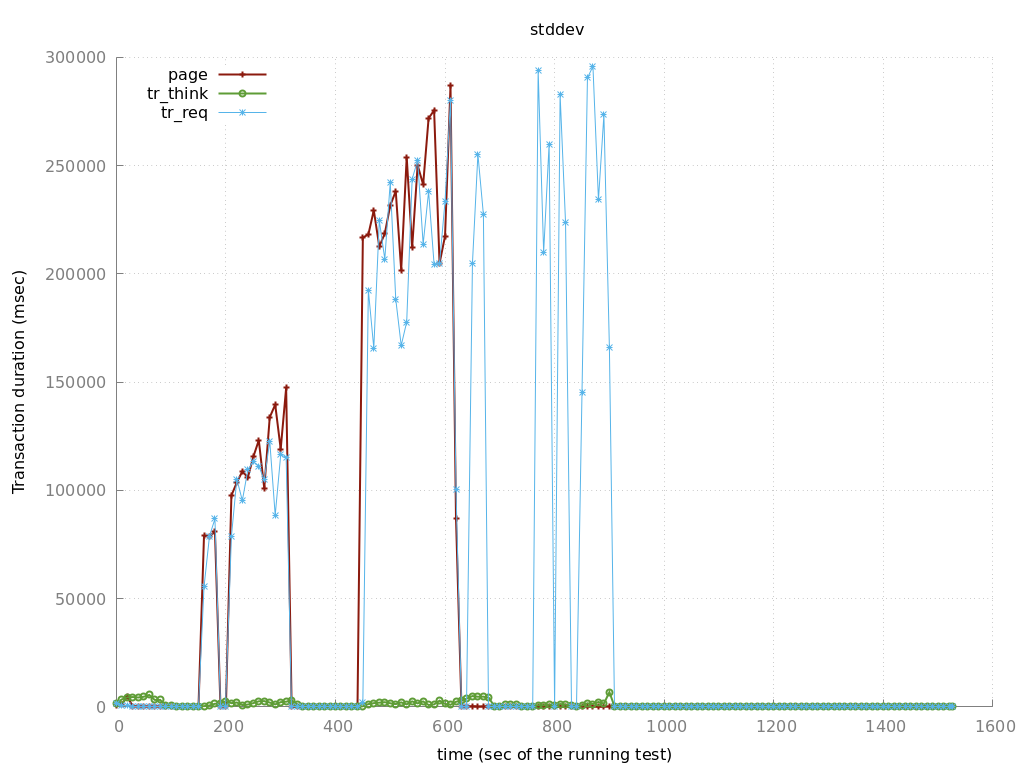 stddev
300000
250000
200000
150000
100000
50000
0
page
tr_think
tr_req
Transaction duration (msec)
0 200 400 600 800 1000 1200 1400 1600
time (sec of the running test)